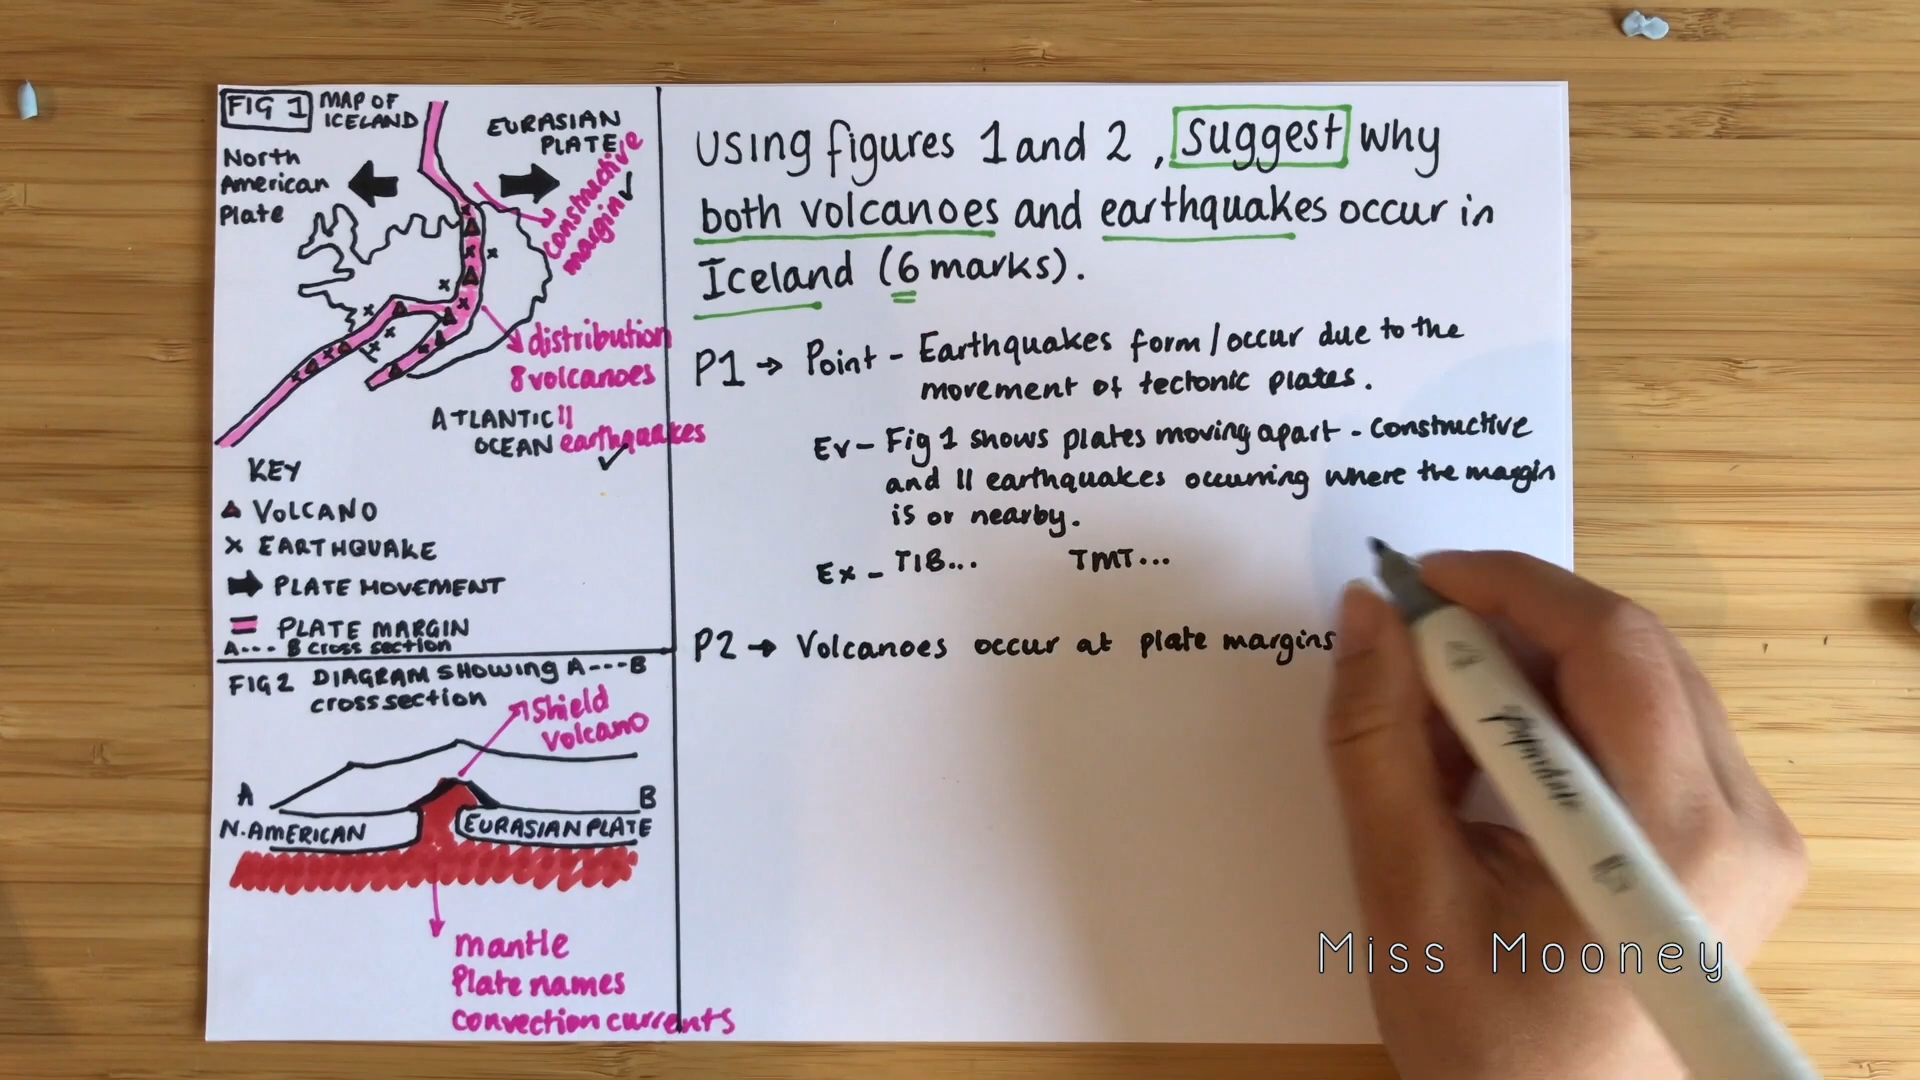 FIG 1 MAP OF
ICELAND
EURASIAN
PLATE
North
American
Plate
constructive
margin ✓
distribution
8 volcanoes
ATLANTIC 11
OCEAN earthquakes
✓
KEY
VOLCANO
x EARTHQUAKE
PLATE MOVEMENT
PLATE MARGIN
A--- B cross section
FIG 2 DIAGRAM SHOWING A---B
cross section
shield
volcano
A
B
N.AMERICAN
EURASIAN PLATE
mantle
Plate names
convection currents
Using figures 1 and 2, suggest why
both volcanoes and earthquakes occur in
Iceland (6 marks).
P1 → Point - Earthquakes form/occur due to the
movement of tectonic plates.
Ev - Fig 1 shows plates moving apart - constructive
and 11 earthquakes occurring where the margin
is or nearby.
Ex - TIB... TMT...
P2 → Volcanoes occur at plate margins
Miss Mooney